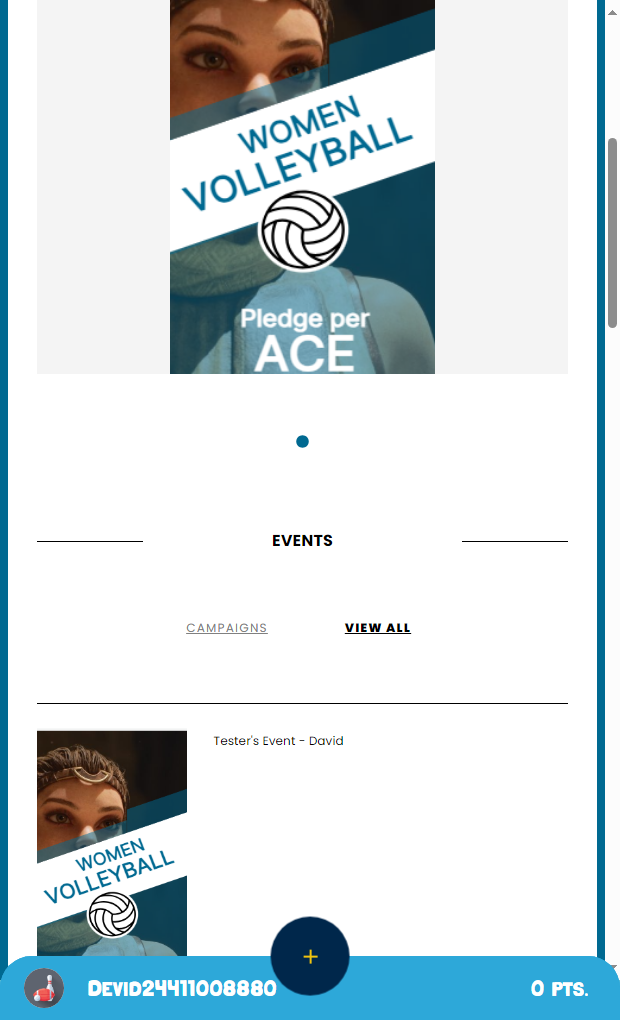 WOMEN
VOLLEYBALL
Pledge per
ACE
EVENTS
CAMPAIGNS
VIEW ALL
Tester's Event - David
WOMEN
VOLLEYBALL
+
Devid24411008880
0 pts.